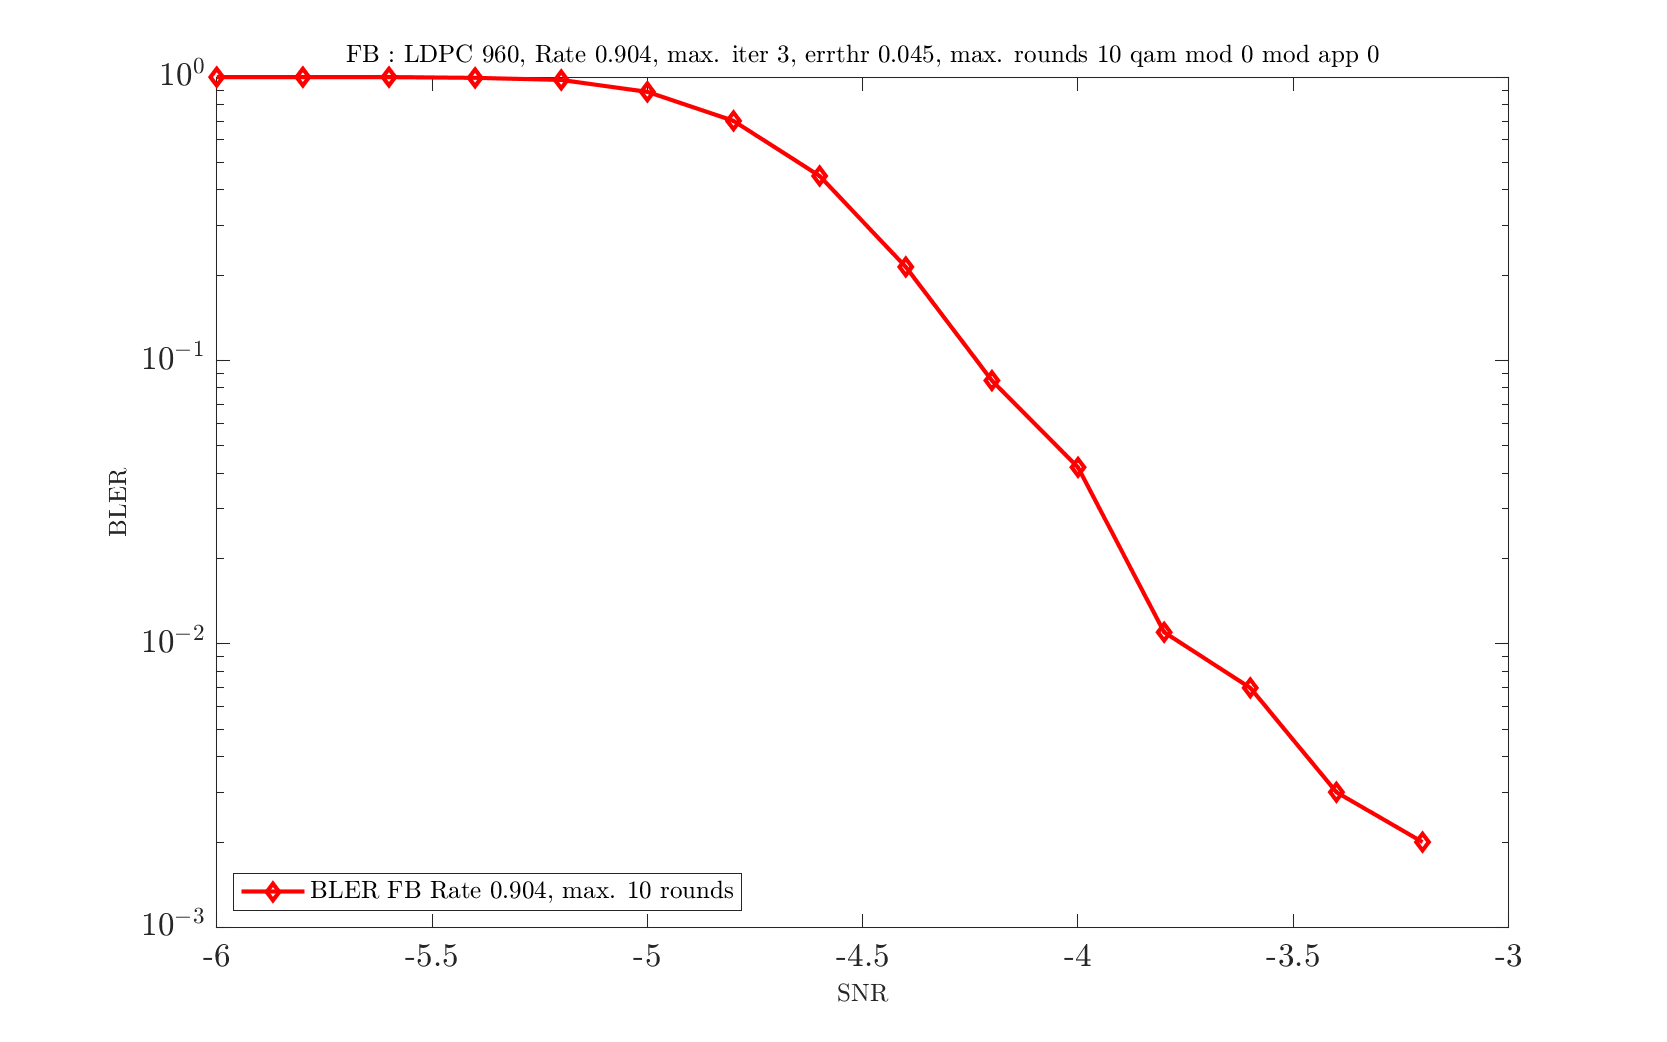 FB : LDPC 960, Rate 0.904, max. iter 3, errthr 0.045, max. rounds 10 qam mod 0 mod app 0
10^0
10^{-1}
10^{-2}
10^{-3}
BLER
BLER FB Rate 0.904, max. 10 rounds
-6 -5.5 -5 -4.5 -4 -3.5 -3
SNR